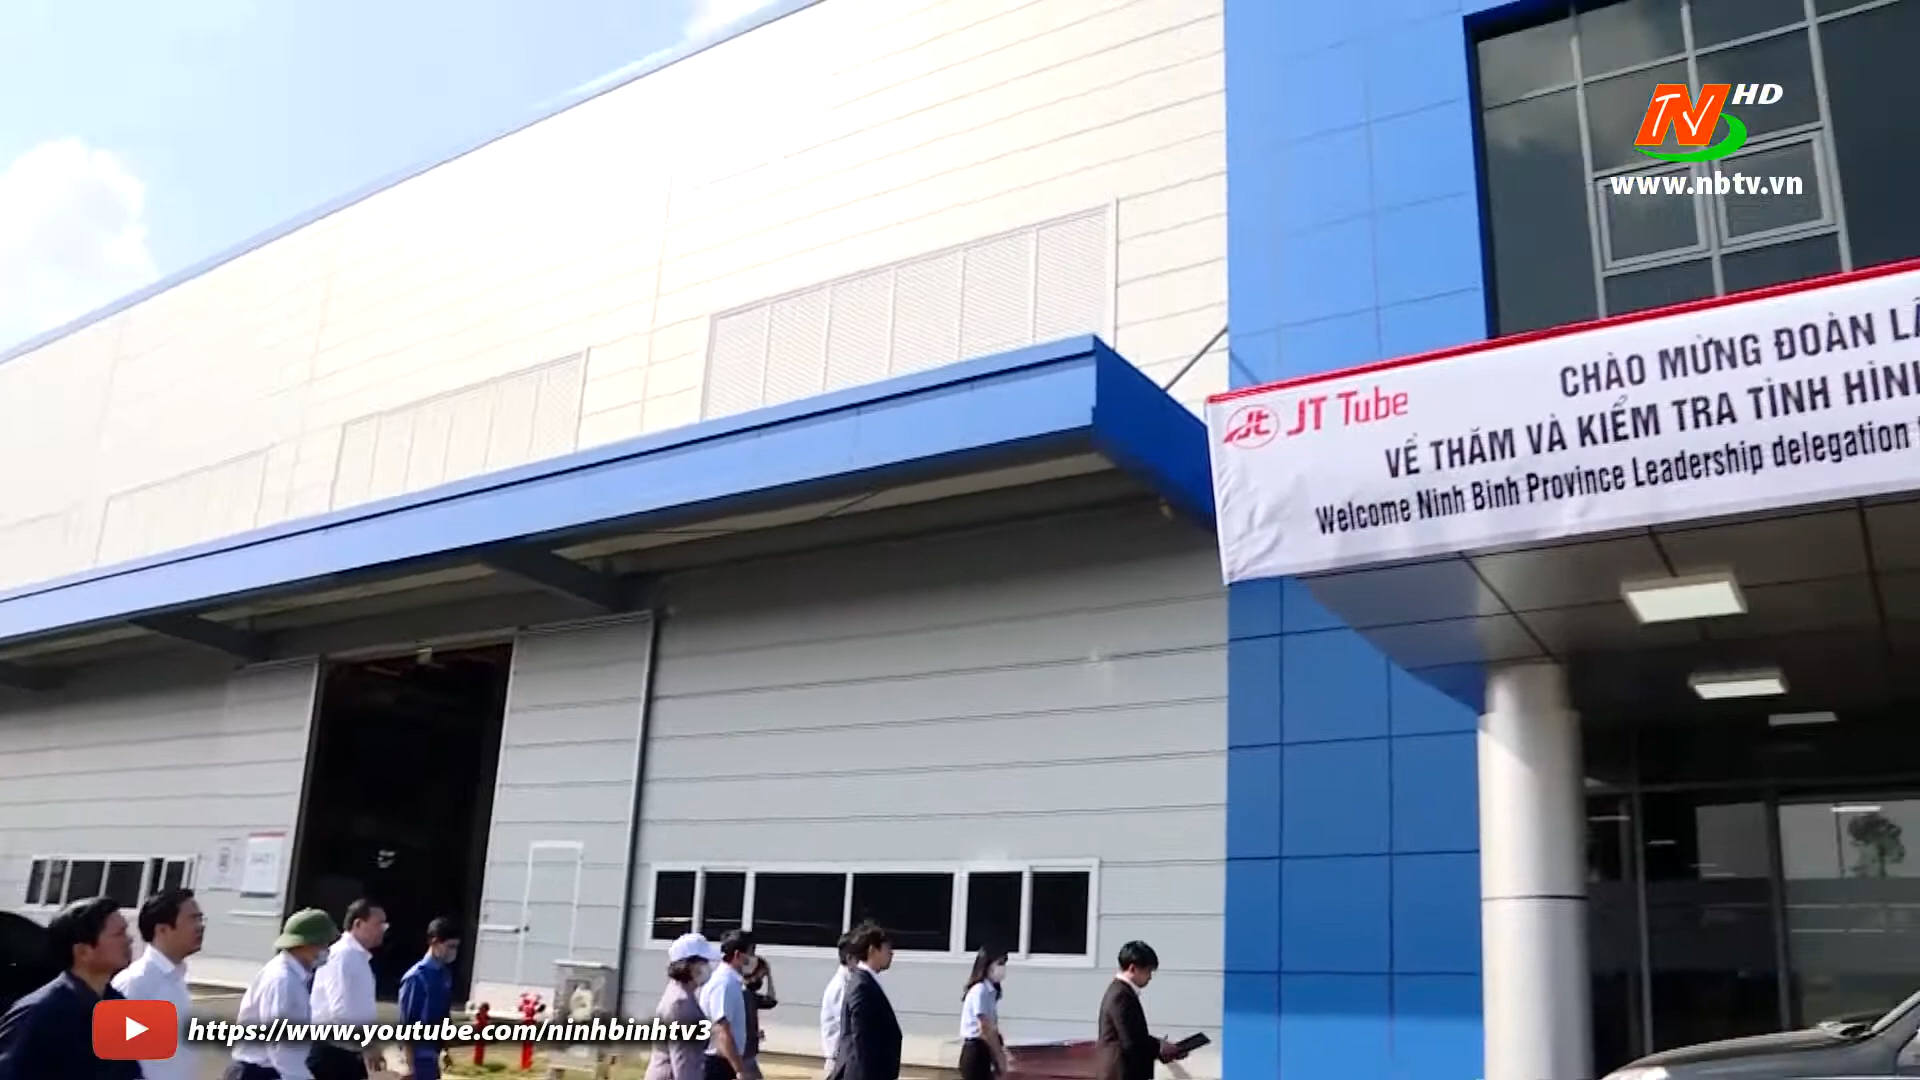 HD
www.nbtv.vn
JT Tube
CHÀO MỪNG ĐOÀN
VỀ THĂM VÀ KIỂM TRA TÌNH
Welcome Ninh Binh Province Leadership delegation
https://www.youtube.com/ninhbinhtv3